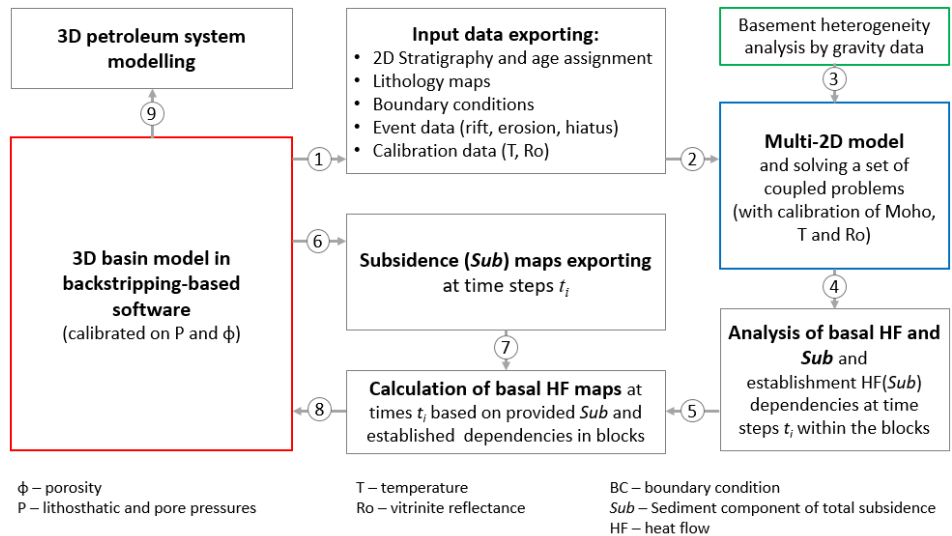 3D petroleum system
modelling
9
3D basin model in
backstripping-based
software
(calibrated on P and ϕ)
1
Input data exporting:
• 2D Stratigraphy and age assignment
• Lithology maps
• Boundary conditions
• Event data (rift, erosion, hiatus)
• Calibration data (T, Ro)
2
Basement heterogeneity
analysis by gravity data
3
Multi-2D model
and solving a set of
coupled problems
(with calibration of Moho,
T and Ro)
4
6
Subsidence (Sub) maps exporting
at time steps ti
7
Analysis of basal HF and
Sub and
establishment HF(Sub)
dependencies at time
steps ti within the blocks
5
Calculation of basal HF maps at
times ti based on provided Sub and
established dependencies in blocks
8
ϕ – porosity
P – lithosthatic and pore pressures
T – temperature
Ro – vitrinite reflectance
BC – boundary condition
Sub – Sediment component of total subsidence
HF – heat flow